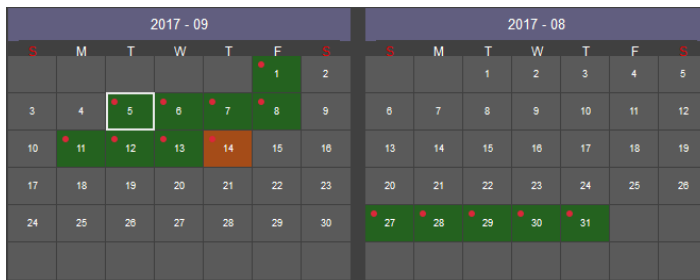 2017 - 09
S M T W T F S
1 2
3 4 5 6 7 8 9
10 11 12 13 14 15 16
17 18 19 20 21 22 23
24 25 26 27 28 29 30
2017 - 08
S M T W T F S
1 2 3 4 5
6 7 8 9 10 11 12
13 14 15 16 17 18 19
20 21 22 23 24 25 26
27 28 29 30 31